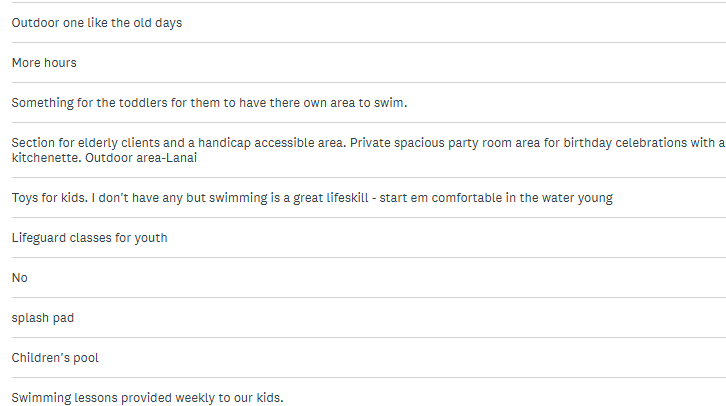 Outdoor one like the old days
More hours
Something for the toddlers for them to have there own area to swim.
Section for elderly clients and a handicap accessible area. Private spacious party room area for birthday celebrations with a
kitchenette. Outdoor area-Lanai
Toys for kids. I don't have any but swimming is a great lifeskill - start em comfortable in the water young
Lifeguard classes for youth
No
splash pad
Children's pool
Swimming lessons provided weekly to our kids.